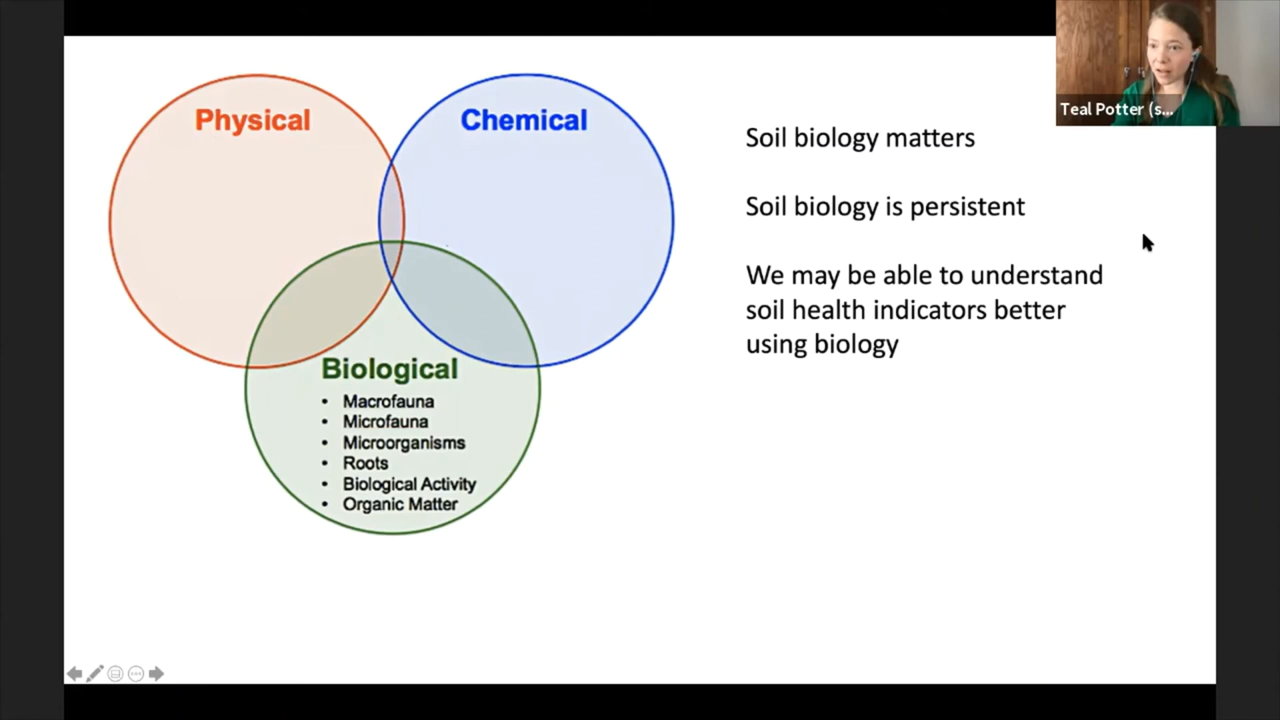 Physical
Chemical
Biological
• Macrofauna
• Microfauna
• Microorganisms
• Roots
• Biological Activity
• Organic Matter
Soil biology matters
Soil biology is persistent
We may be able to understand
soil health indicators better
using biology
Teal Potter (s...